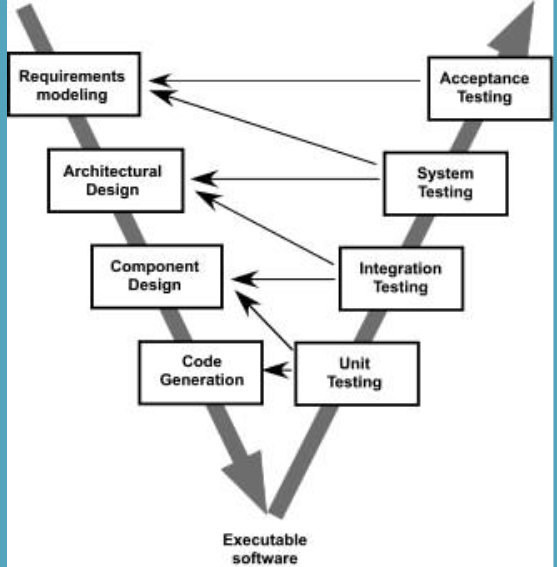 Requirements
modeling
Acceptance
Testing
Architectural
Design
System
Testing
Component
Design
Integration
Testing
Code
Generation
Unit
Testing
Executable
software